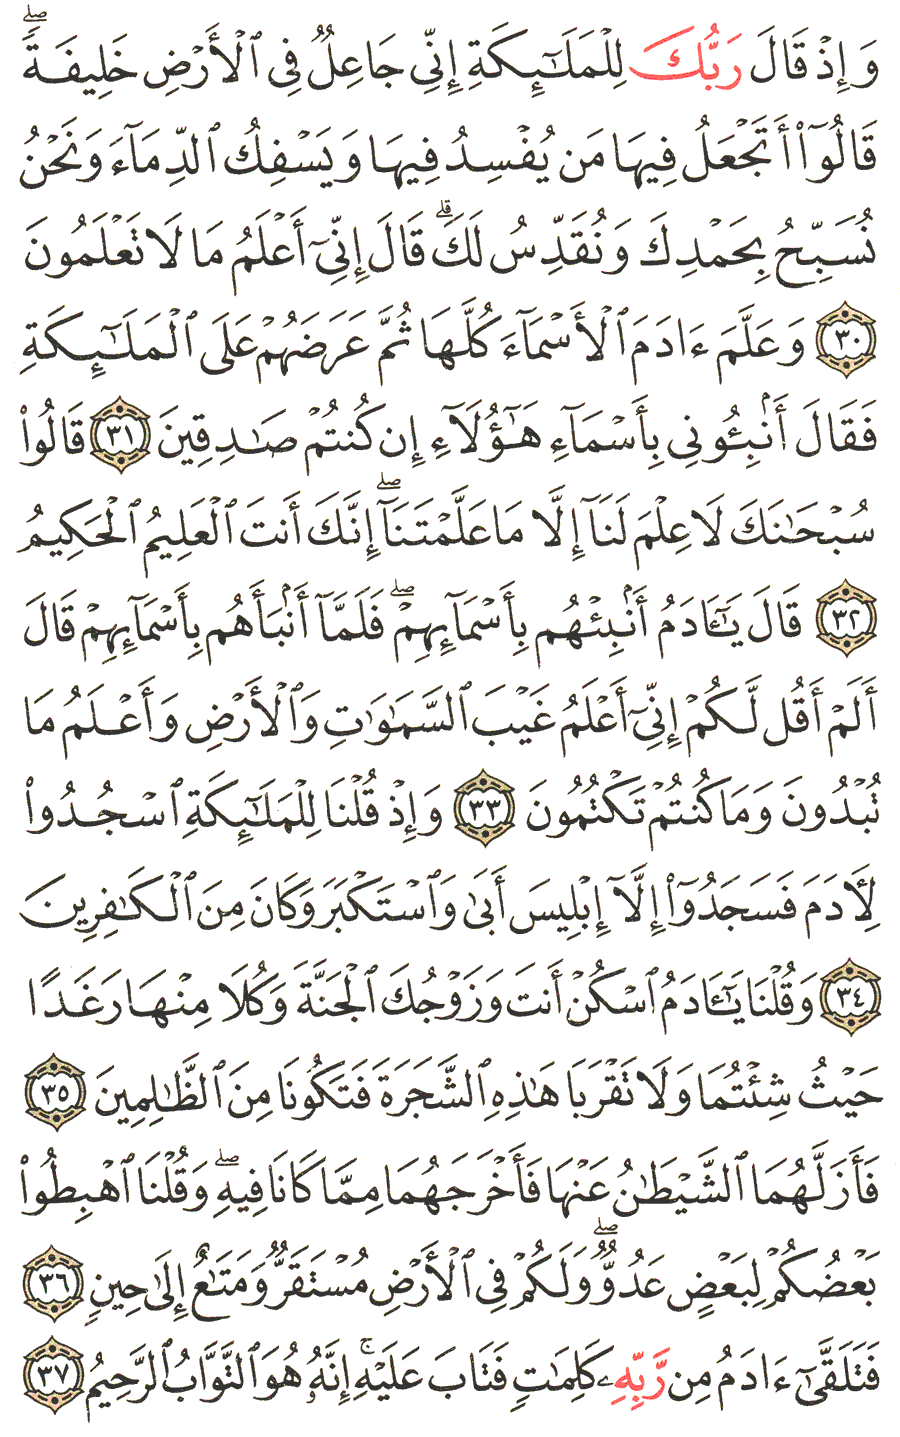 وَإِذْ قَالَ رَبُّكَ لِلْمَلَٰٓئِكَةِ إِنِّى جَاعِلٌ فِى ٱلْأَرْضِ خَلِيفَةً ۖ
قَالُوٓا۟ أَتَجْعَلُ فِيهَا مَن يُفْسِدُ فِيهَا وَيَسْفِكُ ٱلدِّمَآءَ وَنَحْنُ
نُسَبِّحُ بِحَمْدِكَ وَنُقَدِّسُ لَكَ ۖ قَالَ إِنِّىٓ أَعْلَمُ مَا لَا تَعْلَمُونَ
٣٠ وَعَلَّمَ ءَادَمَ ٱلْأَسْمَآءَ كُلَّهَا ثُمَّ عَرَضَهُمْ عَلَى ٱلْمَلَٰٓئِكَةِ
فَقَالَ أَنۢبِـُٔونِى بِأَسْمَآءِ هَٰٓؤُلَآءِ إِن كُنتُمْ صَٰدِقِينَ ٣١ قَالُوا۟
سُبْحَٰنَكَ لَا عِلْمَ لَنَآ إِلَّا مَا عَلَّمْتَنَآ ۖ إِنَّكَ أَنتَ ٱلْعَلِيمُ ٱلْحَكِيمُ
٣٢ قَالَ يَٰٓـَٔادَمُ أَنۢبِئْهُم بِأَسْمَآئِهِمْ ۖ فَلَمَّآ أَنۢبَأَهُم بِأَسْمَآئِهِمْ قَالَ
أَلَمْ أَقُل لَّكُمْ إِنِّىٓ أَعْلَمُ غَيْبَ ٱلسَّمَٰوَٰتِ وَٱلْأَرْضِ وَأَعْلَمُ مَا
تُبْدُونَ وَمَا كُنتُمْ تَكْتُمُونَ ٣٣ وَإِذْ قُلْنَا لِلْمَلَٰٓئِكَةِ ٱسْجُدُوا۟
لِـَٔادَمَ فَسَجَدُوٓا۟ إِلَّآ إِبْلِيسَ أَبَىٰ وَٱسْتَكْبَرَ وَكَانَ مِنَ ٱلْكَٰفِرِينَ
٣٤ وَقُلْنَا يَٰٓـَٔادَمُ ٱسْكُنْ أَنتَ وَزَوْجُكَ ٱلْجَنَّةَ وَكُلَا مِنْهَا رَغَدًا
حَيْثُ شِئْتُمَا وَلَا تَقْرَبَا هَٰذِهِ ٱلشَّجَرَةَ فَتَكُونَا مِنَ ٱلظَّٰلِمِينَ ٣٥
فَأَزَلَّهُمَا ٱلشَّيْطَٰنُ عَنْهَا فَأَخْرَجَهُمَا مِمَّا كَانَا فِيهِ ۖ وَقُلْنَا ٱهْبِطُوا۟
بَعْضُكُمْ لِبَعْضٍ عَدُوٌّ ۖ وَلَكُمْ فِى ٱلْأَرْضِ مُسْتَقَرٌّ وَمَتَٰعٌ إِلَىٰ حِينٍ ٣٦
فَتَلَقَّىٰٓ ءَادَمُ مِن رَّبِّهِۦ كَلِمَٰتٍ فَتَابَ عَلَيْهِ ۚ إِنَّهُۥ هُوَ ٱلتَّوَّابُ ٱلرَّحِيمُ ٣٧